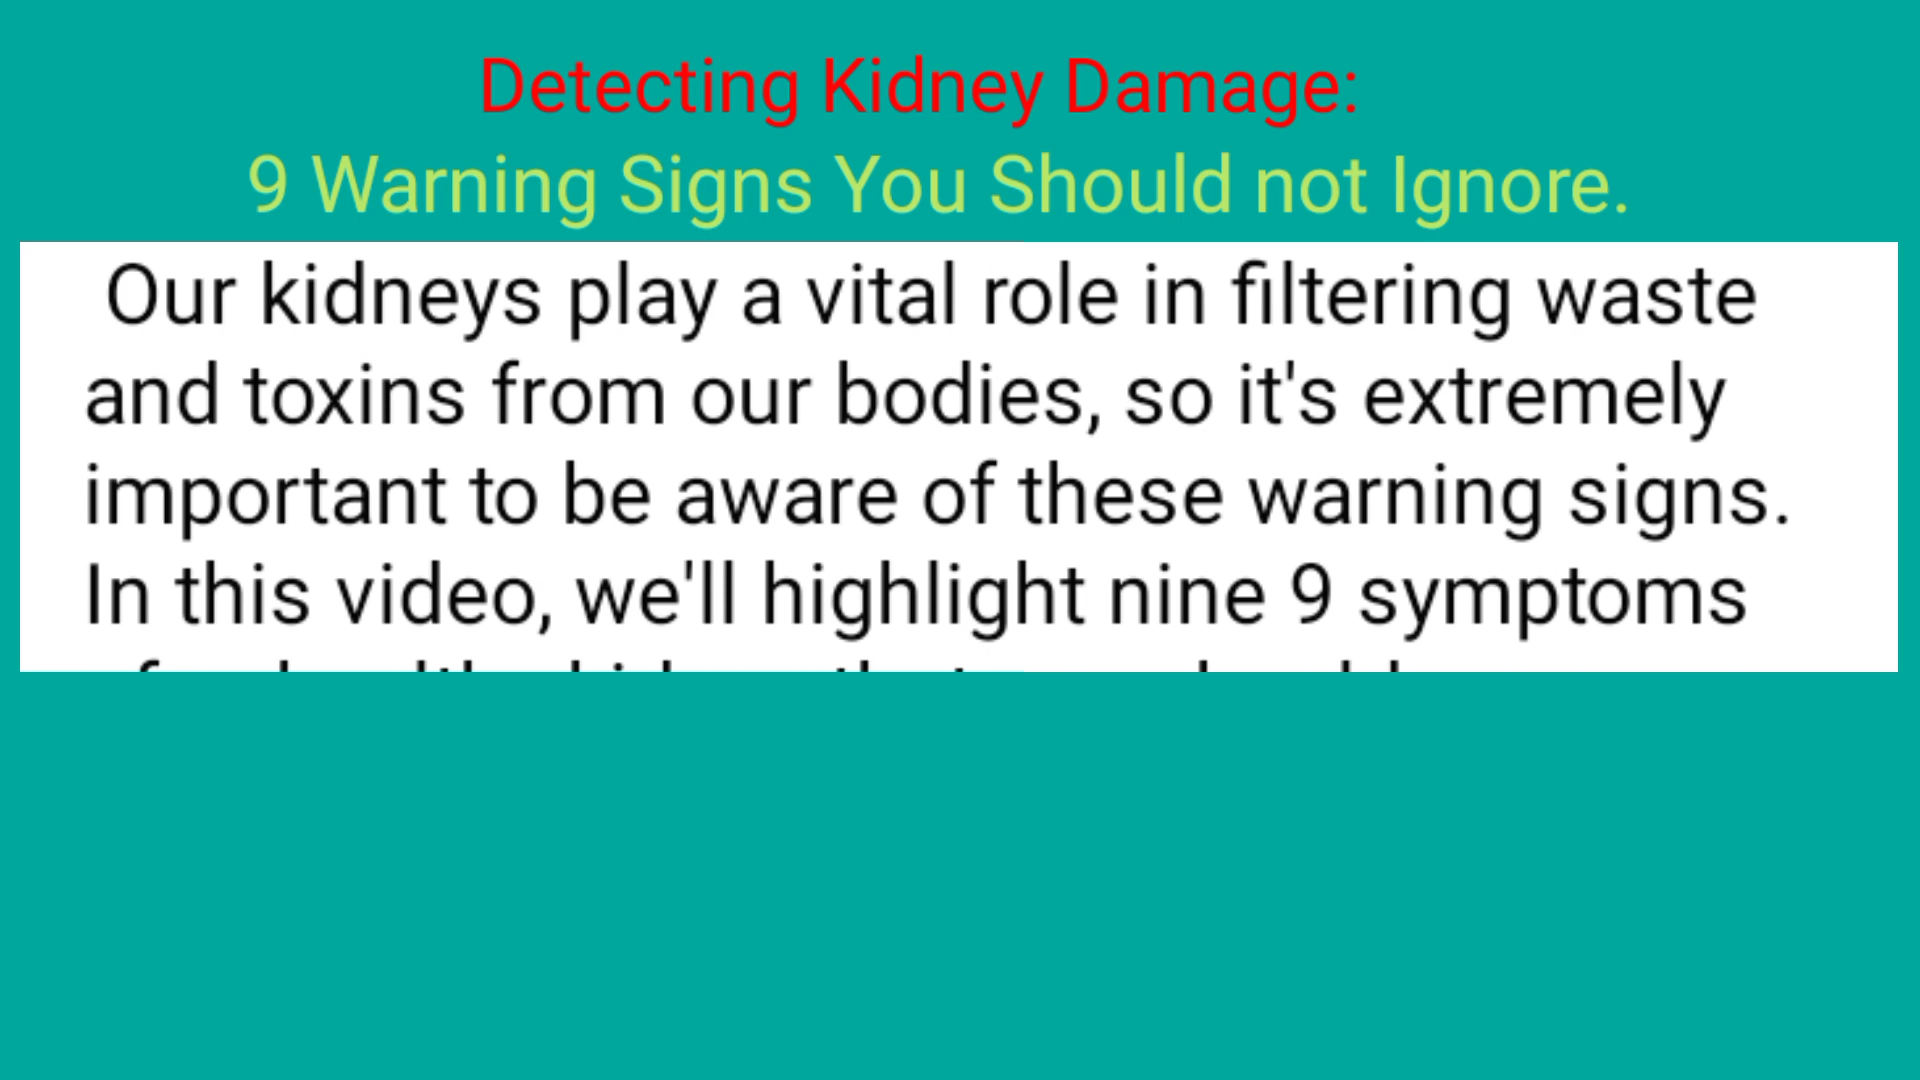 Detecting Kidney Damage:
9 Warning Signs You Should not Ignore.
Our kidneys play a vital role in filtering waste
and toxins from our bodies, so it's extremely
important to be aware of these warning signs.
In this video, we'll highlight nine 9 symptoms